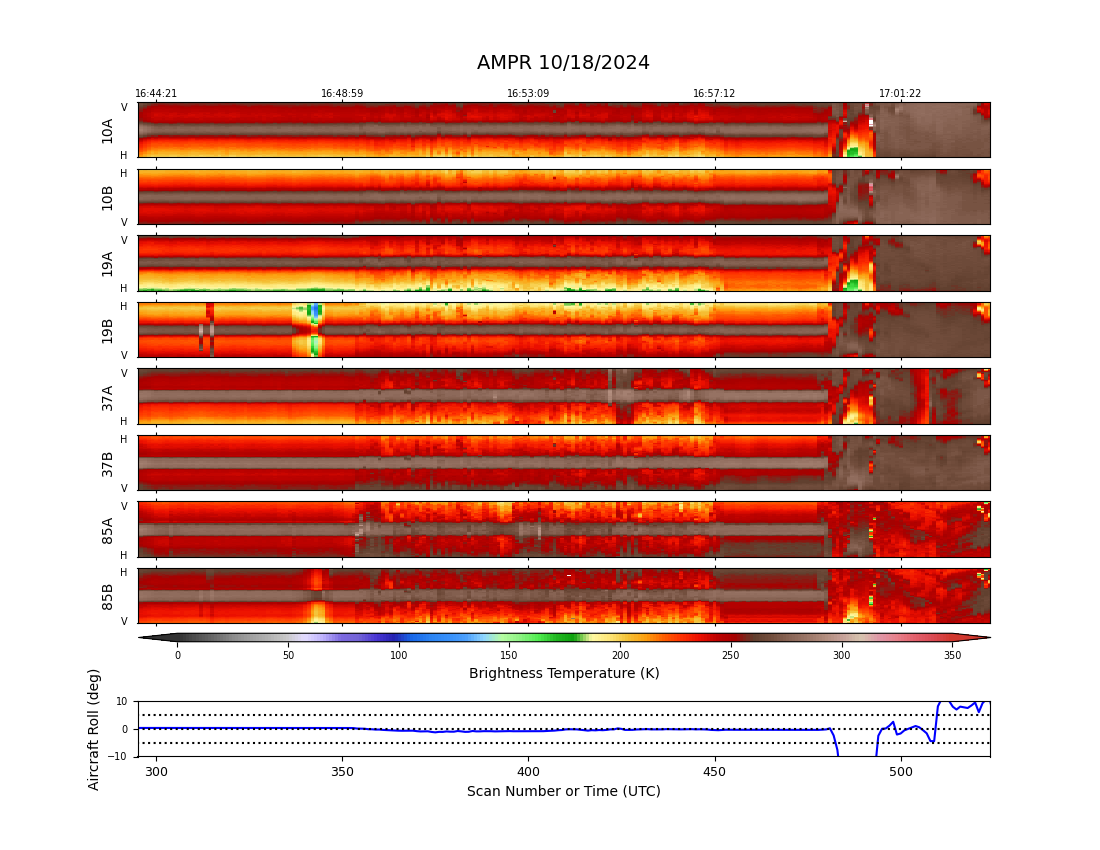 AMPR 10/18/2024
16:44:21 16:48:59 16:53:09 16:57:12 17:01:22
V
10A
H
H
10B
V
V
19A
H
H
19B
V
V
37A
H
H
37B
V
V
85A
H
H
85B
V
0 50 100 150 200 250 300 350
Brightness Temperature (K)
Aircraft Roll (deg)
10
0
−10
300 350 400 450 500
Scan Number or Time (UTC)